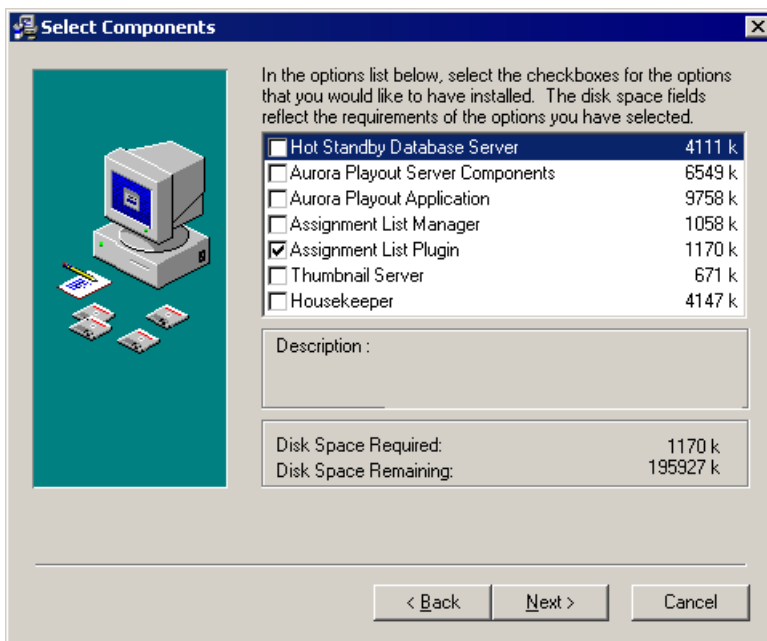 Select Components
In the options list below, select the checkboxes for the options
that you would like to have installed. The disk space fields
reflect the requirements of the options you have selected.
Hot Standby Database Server 4111 k
Aurora Playout Server Components 6549 k
Aurora Playout Application 9758 k
Assignment List Manager 1058 k
Assignment List Plugin 1170 k
Thumbnail Server 671 k
Housekeeper 4147 k
Description :
Disk Space Required: 1170 k
Disk Space Remaining: 195927 k
< Back Next > Cancel